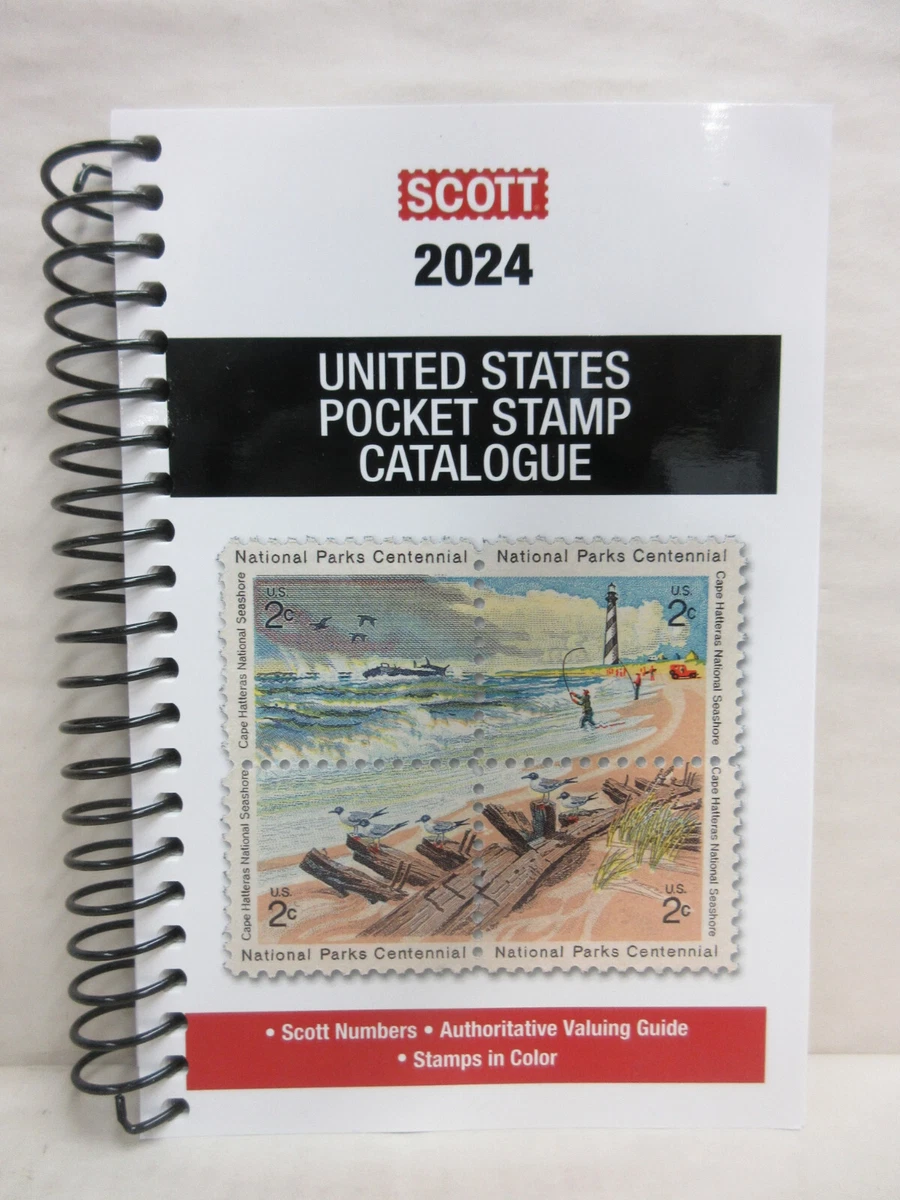 SCOTT
2024
UNITED STATES
POCKET STAMP
CATALOGUE
National Parks Centennial
National Parks Centennial
Cape Hatteras National Seashore
U.S.
2c
U.S.
2c
Cape Hatteras National Seashore
Cape Hatteras National Seashore
U.S.
2c
U.S.
2c
Cape Hatteras National Seashore
National Parks Centennial
National Parks Centennial
• Scott Numbers • Authoritative Valuing Guide
• Stamps in Color